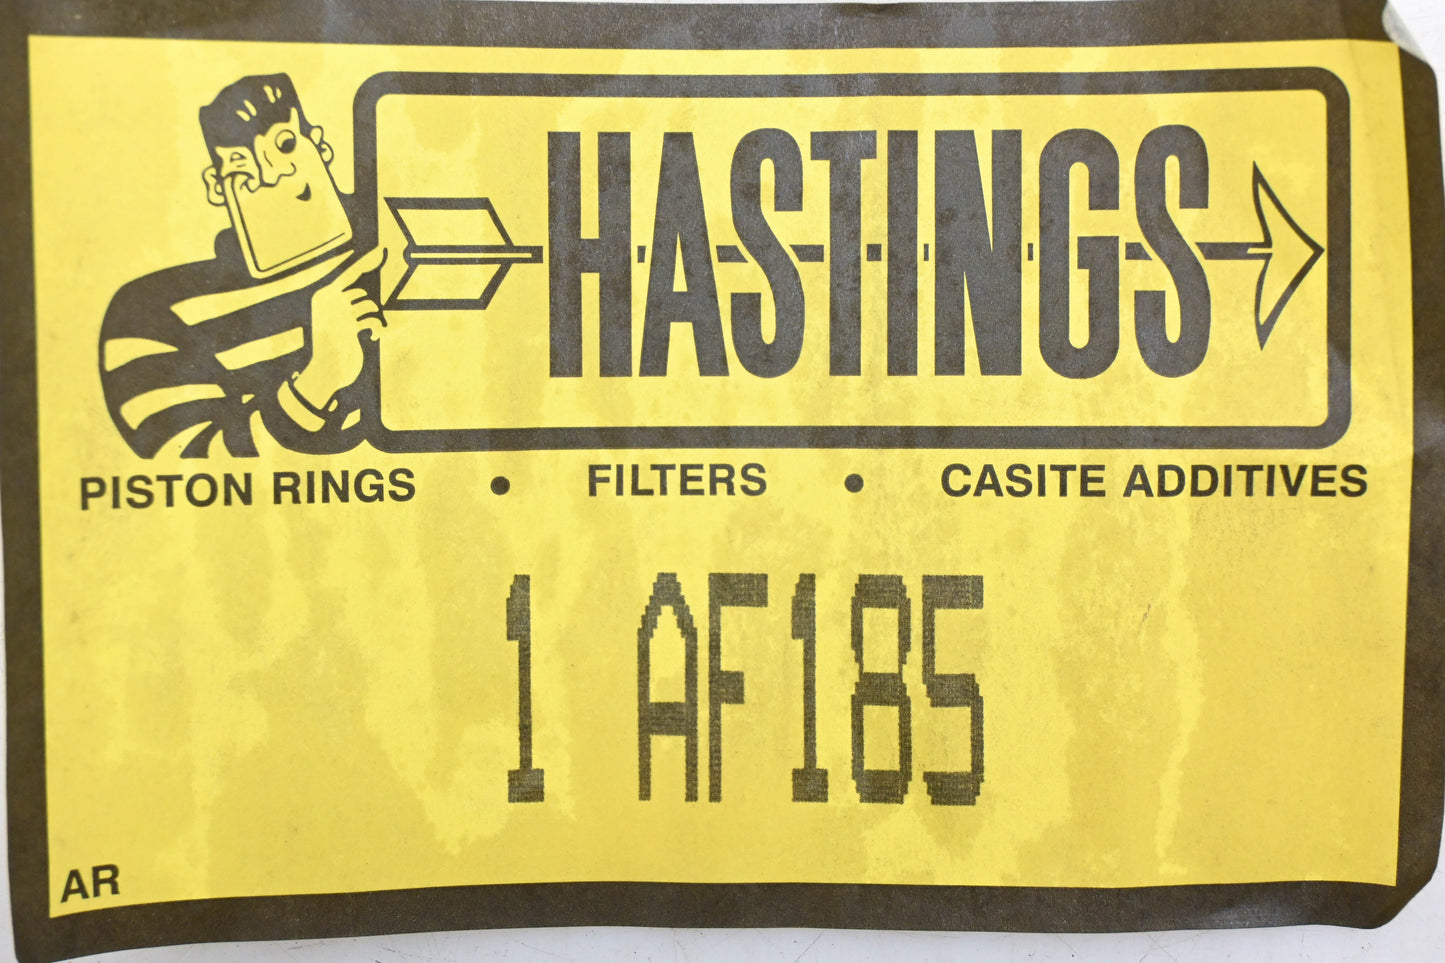 HASTINGS
PISTON RINGS • FILTERS • CASITE ADDITIVES
1 AF185
AR